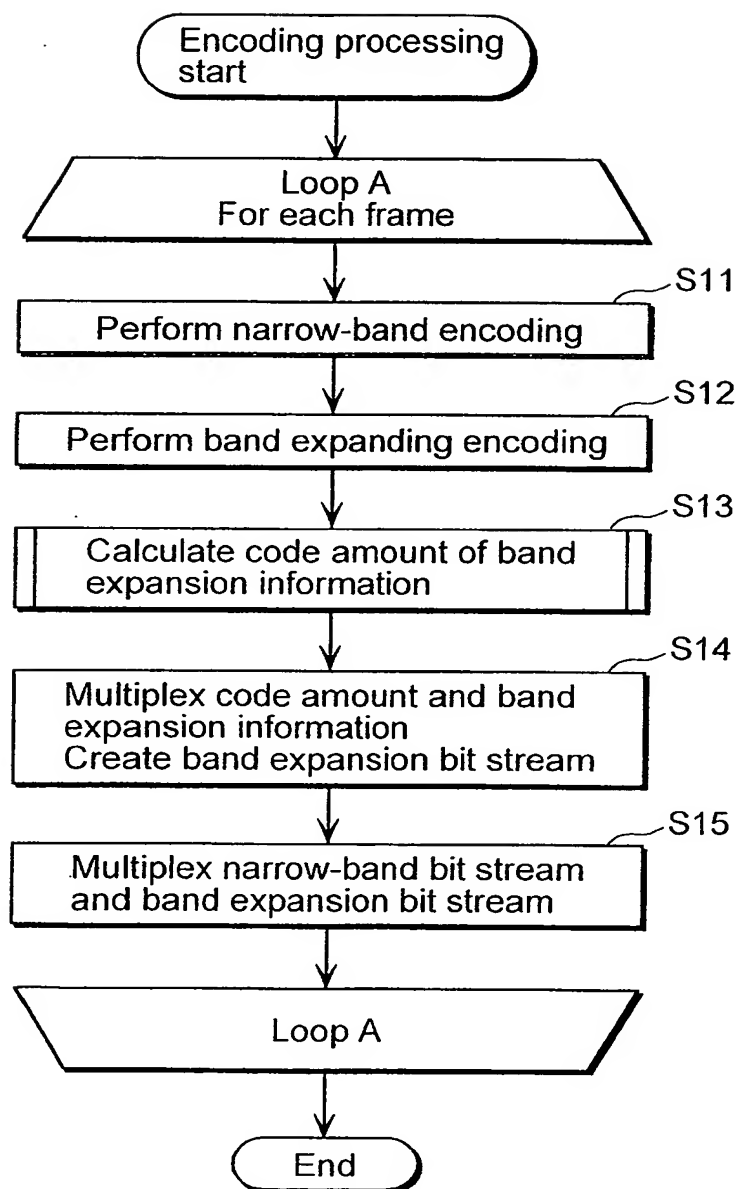 Encoding processing
start
Loop A
For each frame
S11
Perform narrow-band encoding
S12
Perform band expanding encoding
S13
Calculate code amount of band
expansion information
S14
Multiplex code amount and band
expansion information
Create band expansion bit stream
S15
Multiplex narrow-band bit stream
and band expansion bit stream
Loop A
End